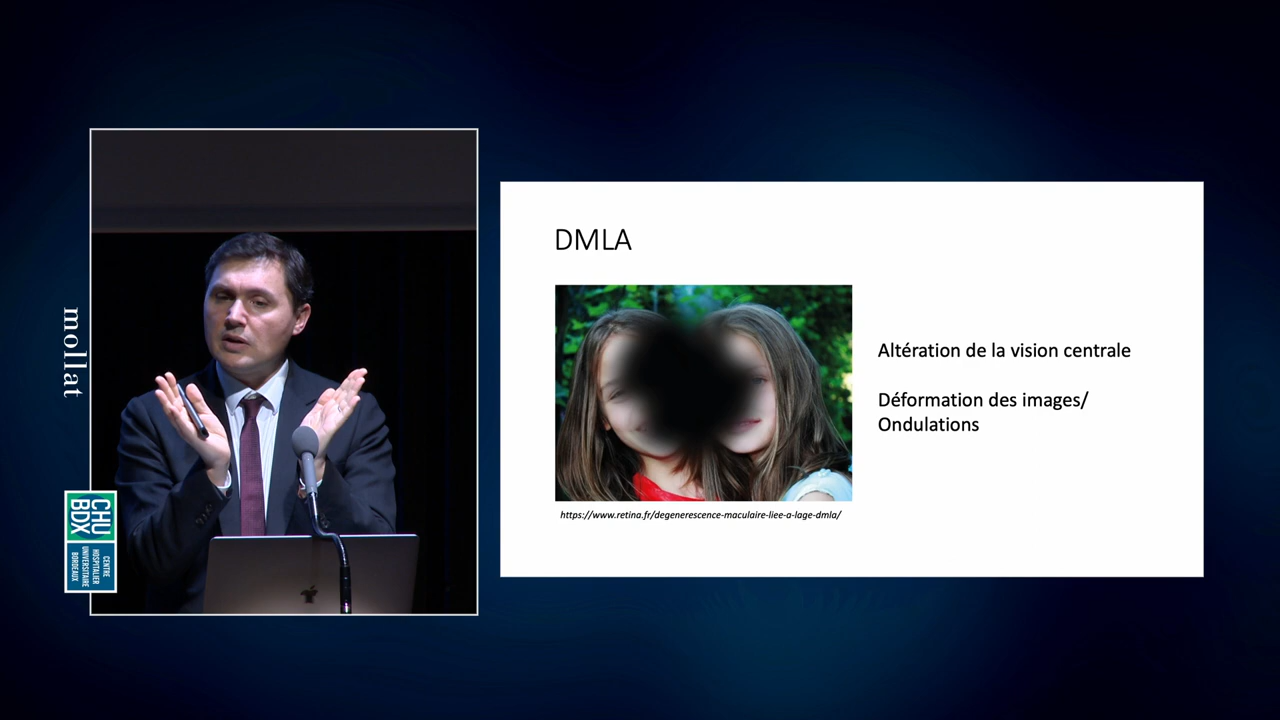 mollat
CHU
BDX
CENTRE
HOSPITALIER
UNIVERSITAIRE
BORDEAUX
DMLA
Altération de la vision centrale
Déformation des images/
Ondulations
https://www.retina.fr/degenerescence-maculaire-liee-a-lage-dmla/